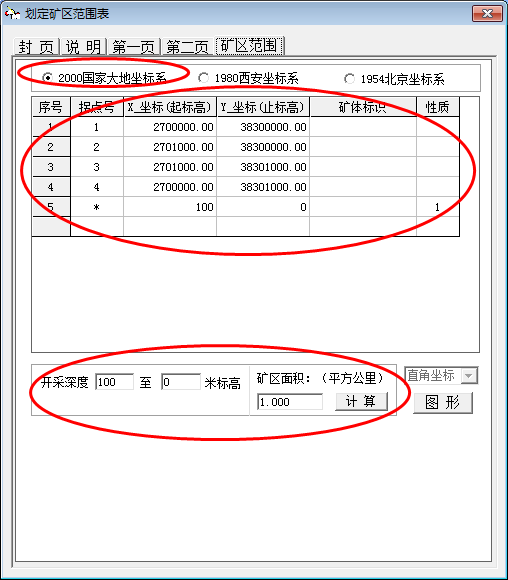 划定矿区范围表
封 页 说 明 第一页 第二页 矿区范围
2000国家大地坐标系 1980西安坐标系 1954北京坐标系
序号 拐点号 X_坐标(起标高) Y_坐标(止标高) 矿体标识 性质
1 1 2700000.00 38300000.00
2 2 2701000.00 38300000.00
3 3 2701000.00 38301000.00
4 4 2700000.00 38301000.00
5 * 100 0 1
开采深度 100 至 0 米标高
矿区面积：（平方公里）
1.000 计 算
直角坐标
图 形